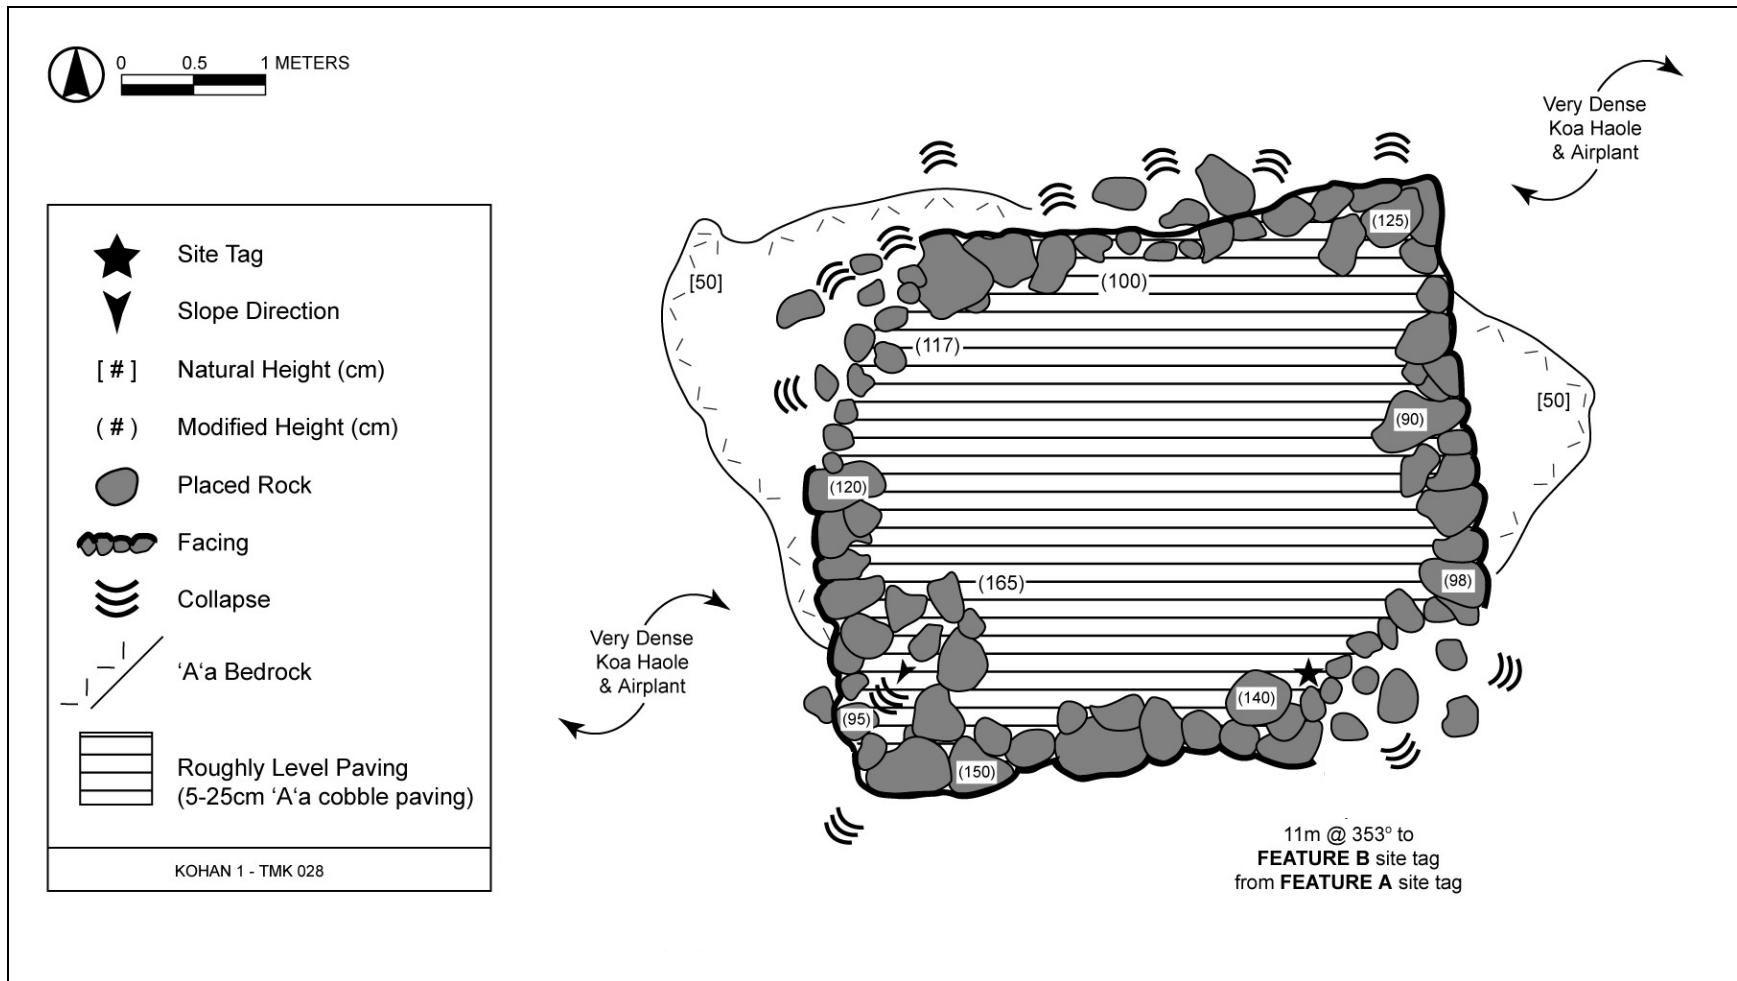 0 0.5 1 METERS
Very Dense
Koa Haole
& Airplant
Site Tag
Slope Direction
[ # ] Natural Height (cm)
( # ) Modified Height (cm)
Placed Rock
Facing
Collapse
ʻAʻa Bedrock
Roughly Level Paving
(5-25cm ʻAʻa cobble paving)
KOHAN 1 - TMK 028
(125)
[50]
(100)
(117)
[50]
(90)
(120)
(98)
(165)
Very Dense
Koa Haole
& Airplant
(140)
(95)
(150)
11m @ 353° to
FEATURE B site tag
from FEATURE A site tag